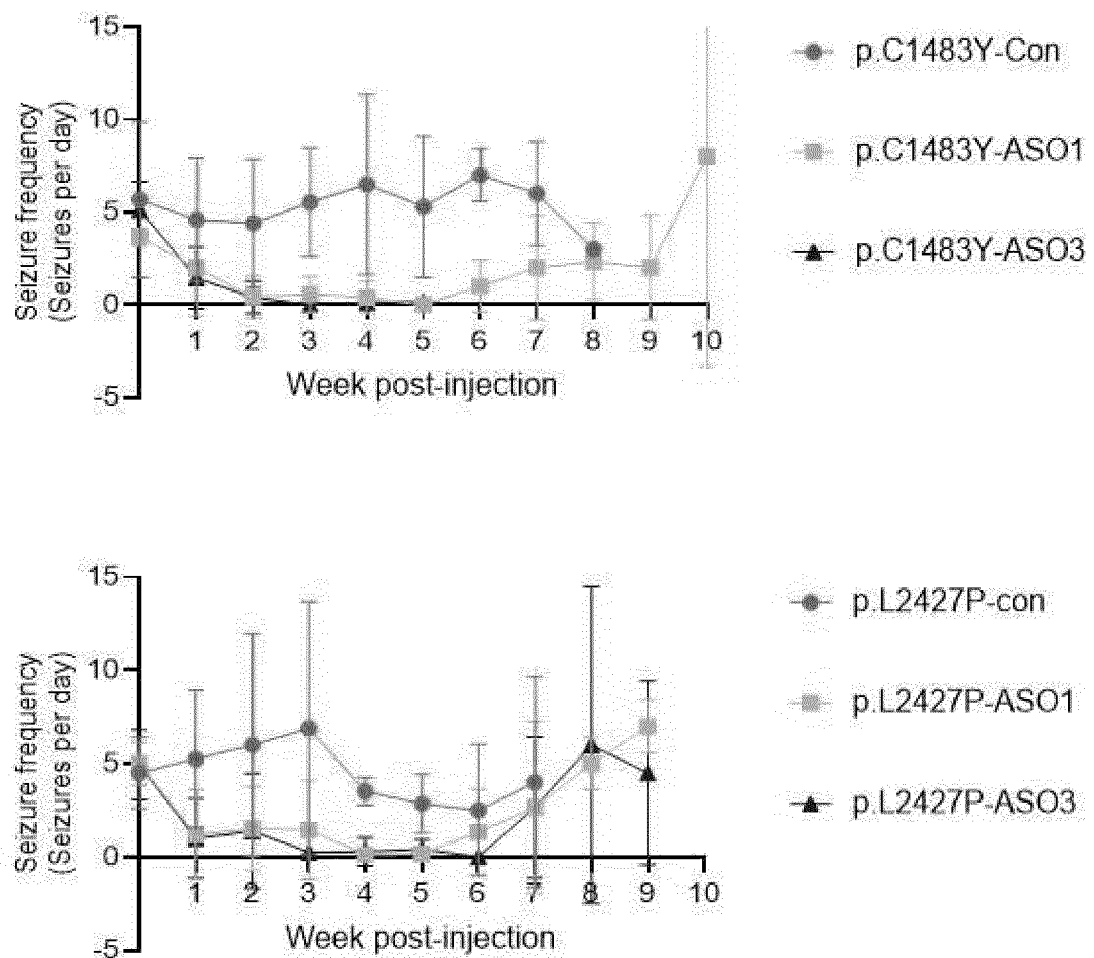 15
10
5
0
-5
Seizure frequency
(Seizures per day)
1 2 3 4 5 6 7 8 9 10
Week post-injection
p.C1483Y-Con
p.C1483Y-ASO1
p.C1483Y-ASO3
15
10
5
0
-5
Seizure frequency
(Seizures per day)
1 2 3 4 5 6 7 8 9 10
Week post-injection
p.L2427P-con
p.L2427P-ASO1
p.L2427P-ASO3